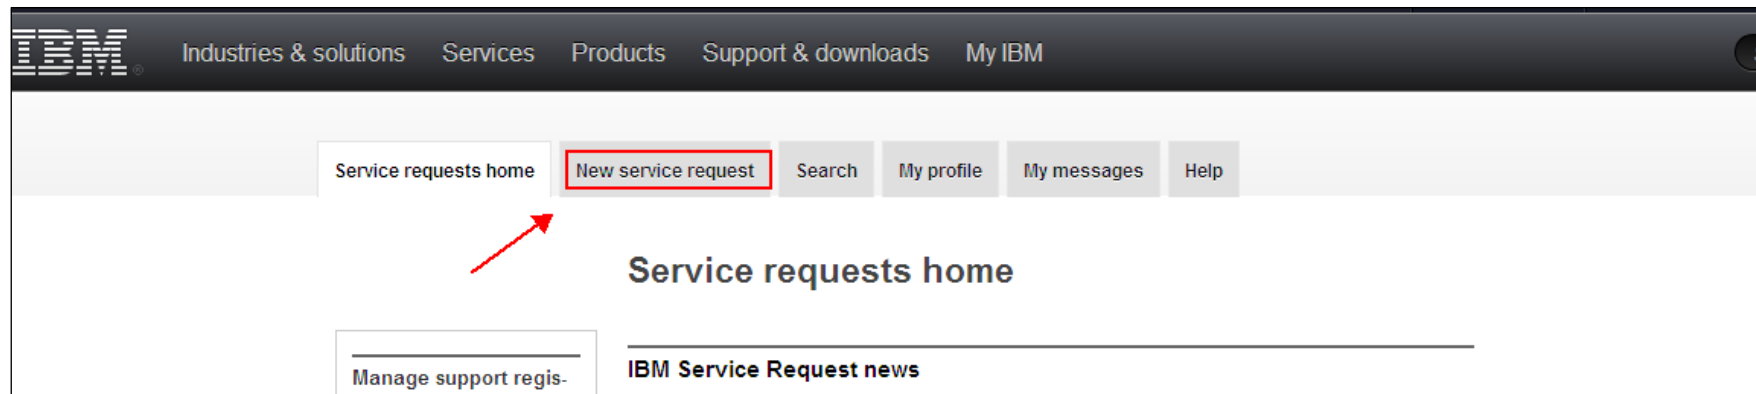 IBM® Industries & solutions Services Products Support & downloads My IBM
Service requests home New service request Search My profile My messages Help
Service requests home
IBM Service Request news
Manage support regis-